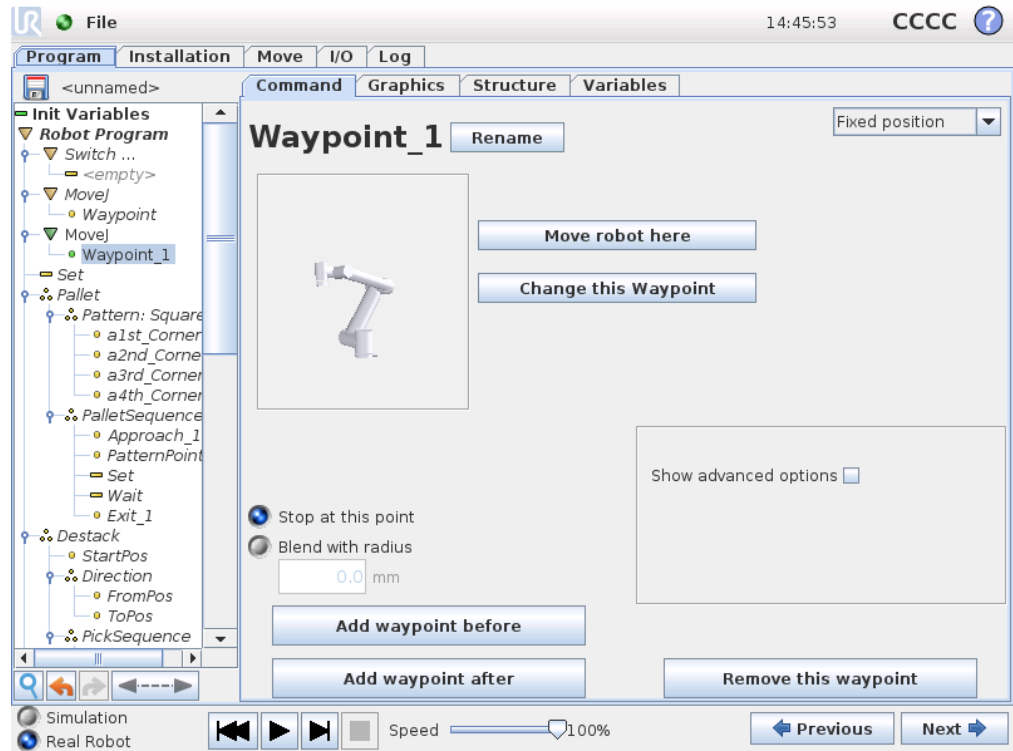 UR File 14:45:53 CCCC ?
Program Installation Move I/O Log
<unnamed>
Command Graphics Structure Variables
Init Variables
Robot Program
Switch ...
<empty>
MoveJ
Waypoint
MoveJ
Waypoint_1
Set
Pallet
Pattern: Square
a1st_Corner
a2nd_Corne
a3rd_Corner
a4th_Corner
PalletSequence
Approach_1
PatternPoint
Set
Wait
Exit_1
Destack
StartPos
Direction
FromPos
ToPos
PickSequence
Waypoint_1 Rename
Fixed position
Move robot here
Change this Waypoint
Show advanced options
Stop at this point
Blend with radius
0.0 mm
Add waypoint before
Add waypoint after
Remove this waypoint
Simulation
Real Robot
Speed 100%
Previous Next